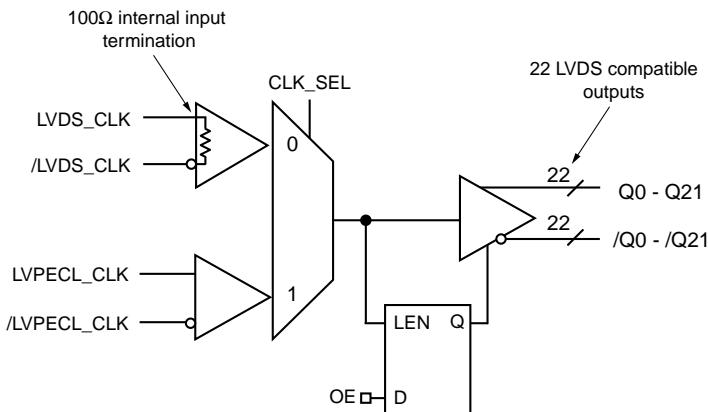 100Ω internal input
termination
22 LVDS compatible
outputs
CLK_SEL
LVDS_CLK
/LVDS_CLK
0
22
Q0 - Q21
22
/Q0 - /Q21
LVPECL_CLK
/LVPECL_CLK
1
LEN Q
OE D